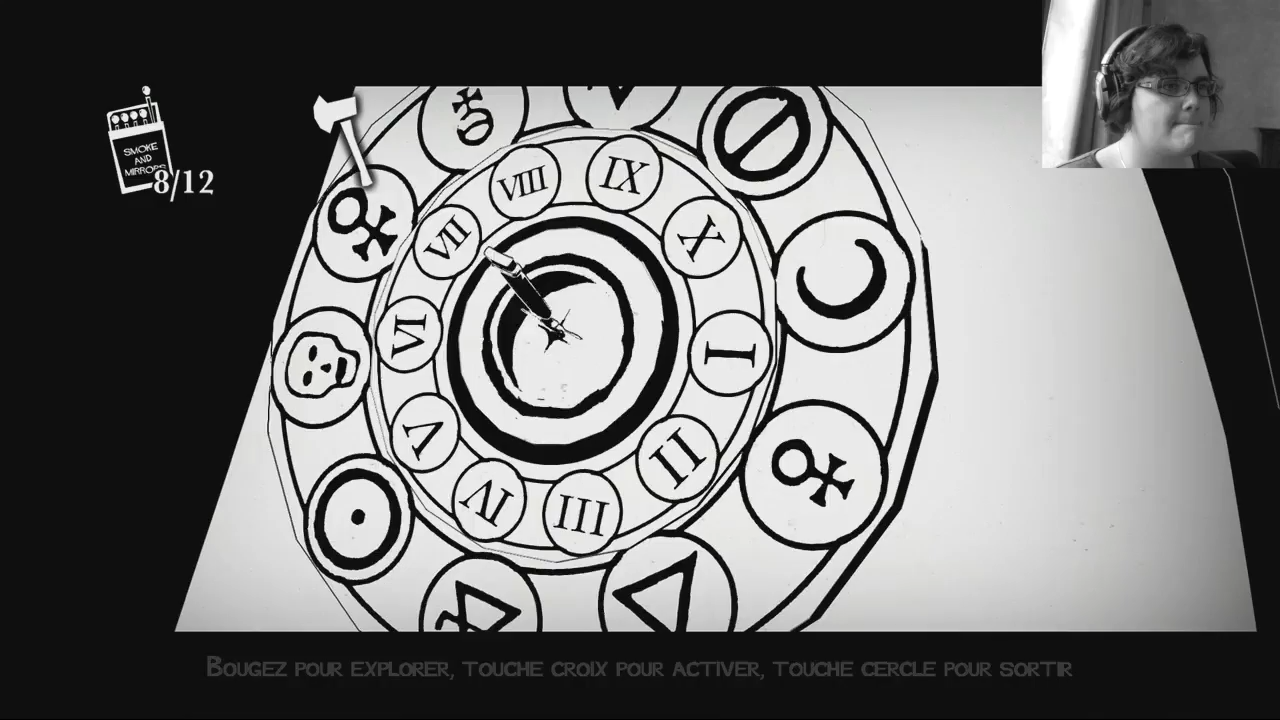 SMOKE
AND
MIRRORS
8/12
VIII
IX
VII
X
VI
I
V
II
IV
III
BOUGEZ POUR EXPLORER, TOUCHE CROIX POUR ACTIVER, TOUCHE CERCLE POUR SORTIR